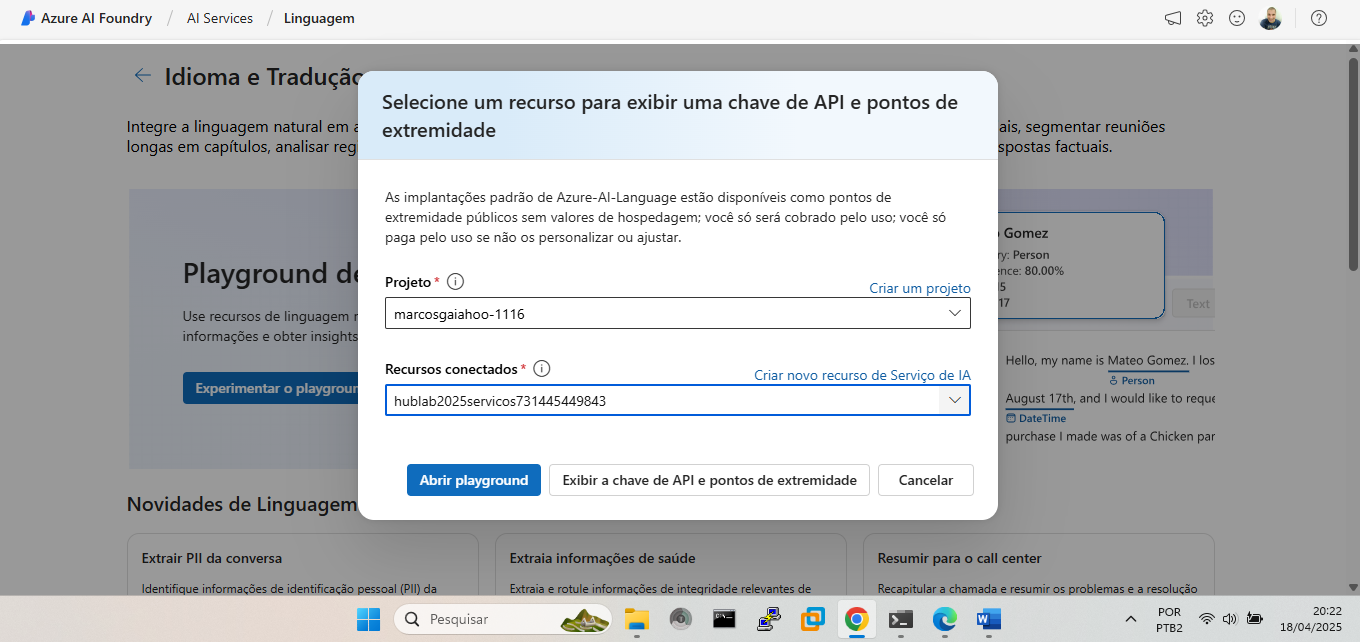 Azure AI Foundry / AI Services / Linguagem
Idioma e Tradução
Integre a linguagem natural em a
ais, segmentar reuniões
longas em capítulos, analisar reg
spostas factuais.
Selecione um recurso para exibir uma chave de API e pontos de
extremidade
As implantações padrão de Azure-AI-Language estão disponíveis como pontos de
extremidade públicos sem valores de hospedagem; você só será cobrado pelo uso; você só
paga pelo uso se não os personalizar ou ajustar.
Projeto *
Criar um projeto
marcosgaiahoo-1116
Recursos conectados *
Criar novo recurso de Serviço de IA
hublab2025servicos731445449843
Abrir playground
Exibir a chave de API e pontos de extremidade
Cancelar
Playground de
Use recursos de linguagem
informações e obter insights
Experimentar o playgroun
Gomez
ry: Person
ence: 80.00%
5
17
Text
Hello, my name is Mateo Gomez. I los
Person
August 17th, and I would like to reque
DateTime
purchase I made was of a Chicken par
Novidades de Linguagem
Extrair PII da conversa
Identifique informações de identificação pessoal (PII) da
Extraia informações de saúde
Extraia e rotule informações de integridade relevantes de
Resumir para o call center
Recapitular a chamada e resumir os problemas e a resolução
Pesquisar
POR
PTB2
20:22
18/04/2025